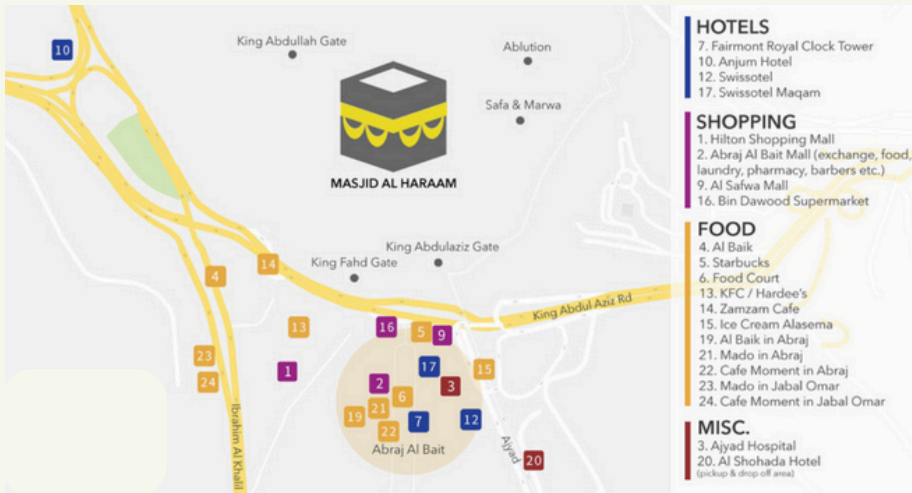 King Abdullah Gate
Ablution
Safa & Marwa
MASJID AL HARAAM
King Abdulaziz Gate
King Fahd Gate
King Abdul Aziz Rd
Ibrahim Al Khalil
Ajyad
Abraj Al Bait
10
14
4
13
16
5
9
23
1
17
15
24
2
3
6
19
21
7
12
22
20
HOTELS
7. Fairmont Royal Clock Tower
10. Anjum Hotel
12. Swissotel
17. Swissotel Maqam
SHOPPING
1. Hilton Shopping Mall
2. Abraj Al Bait Mall (exchange, food,
laundry, pharmacy, barbers etc.)
9. Al Safwa Mall
16. Bin Dawood Supermarket
FOOD
4. Al Baik
5. Starbucks
6. Food Court
13. KFC / Hardee's
14. Zamzam Cafe
15. Ice Cream Alasema
19. Al Baik in Abraj
21. Mado in Abraj
22. Cafe Moment in Abraj
23. Mado in Jabal Omar
24. Cafe Moment in Jabal Omar
MISC.
3. Ajyad Hospital
20. Al Shohada Hotel
(pickup & drop off area)